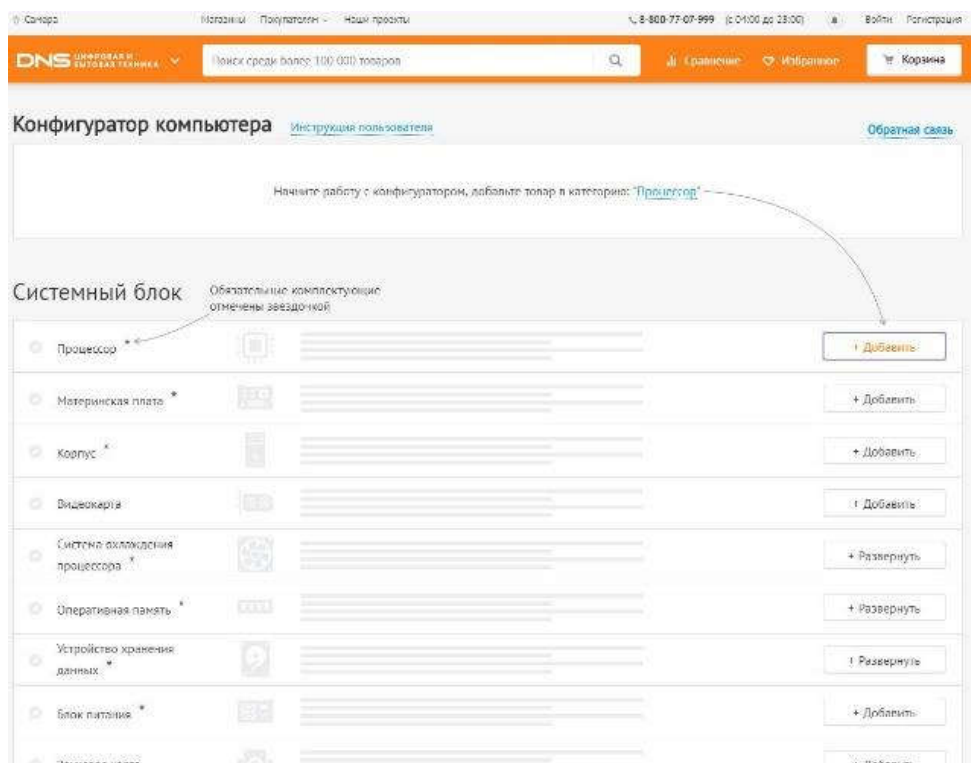 Самара Магазины Покупателям Наши проекты 8-800-77-07-999 (с 04:00 до 23:00) Войти Регистрация
DNS ЦИФРОВАЯ И БЫТОВАЯ ТЕХНИКА Поиск среди более 100 000 товаров Сравнение Избранное Корзина
Конфигуратор компьютера Инструкция пользователя Обратная связь
Начните работу с конфигуратором, добавьте товар в категорию: "Процессор"
Системный блок
Обязательные комплектующие
отмечены звездочкой
Процессор * + Добавить
Материнская плата * + Добавить
Корпус * + Добавить
Видеокарта + Добавить
Система охлаждения
процессора * + Развернуть
Оперативная память * + Развернуть
Устройство хранения
данных * + Развернуть
Блок питания * + Добавить